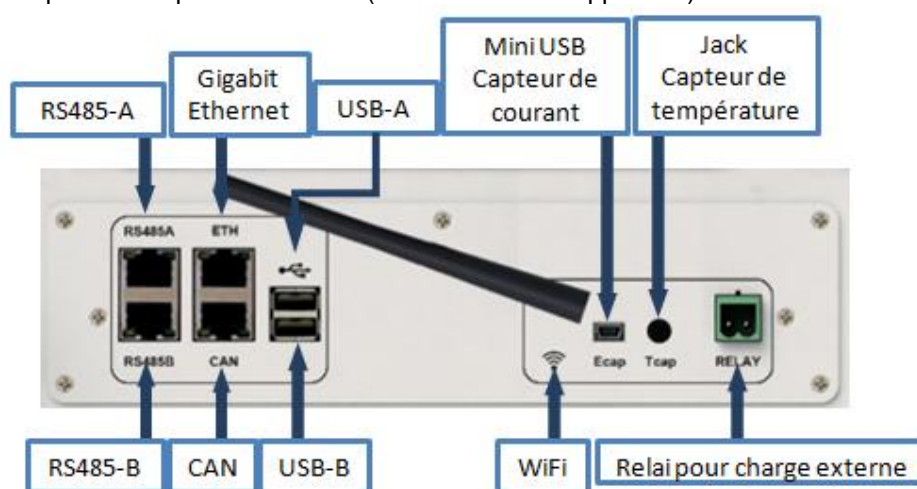 Mini USB
Capteur de
courant
Jack
Capteur de
température
Gigabit
Ethernet
RS485-A
USB-A
RS485A
ETH
RS485B
CAN
Ecap
Tcap
RELAY
RS485-B
CAN
USB-B
WiFi
Relai pour charge externe